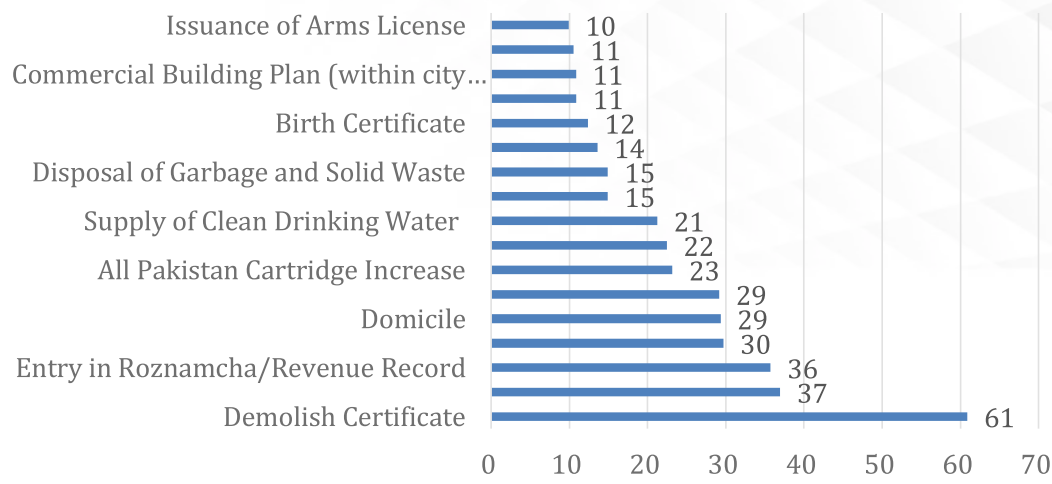 Issuance of Arms License 10
11
Commercial Building Plan (within city... 11
11
Birth Certificate 12
14
Disposal of Garbage and Solid Waste 15
15
Supply of Clean Drinking Water 21
22
All Pakistan Cartridge Increase 23
29
Domicile 29
30
Entry in Roznamcha/Revenue Record 36
37
Demolish Certificate 61
0 10 20 30 40 50 60 70